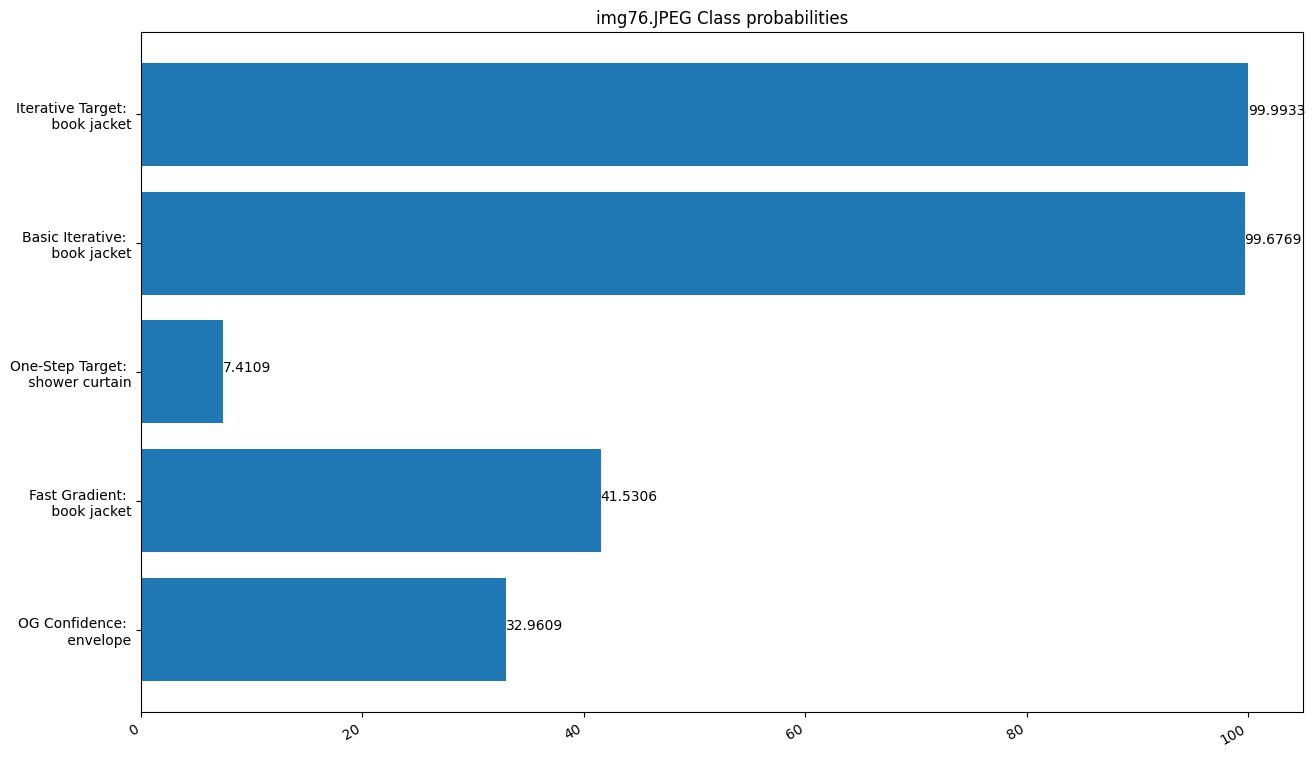 img76.JPEG Class probabilities
Iterative Target:
book jacket
99.9933
Basic Iterative:
book jacket
99.6769
One-Step Target:
shower curtain
7.4109
Fast Gradient:
book jacket
41.5306
OG Confidence:
envelope
32.9609
0
20
40
60
80
100